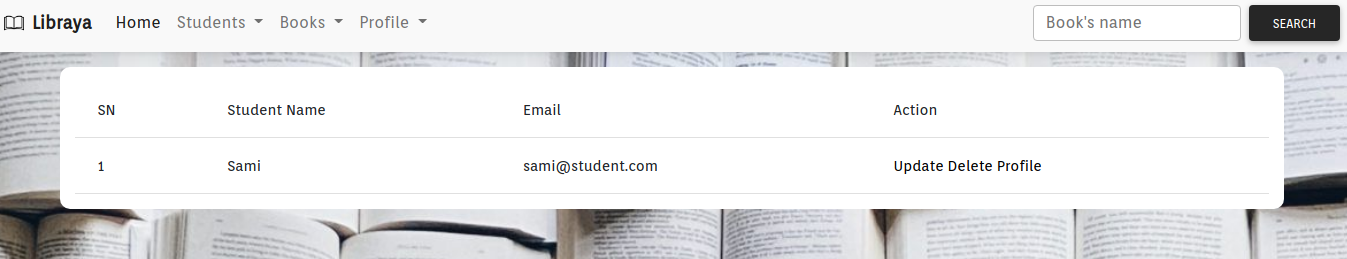 Libraya Home Students Books Profile Book's name SEARCH
SN Student Name Email Action
1 Sami sami@student.com Update Delete Profile